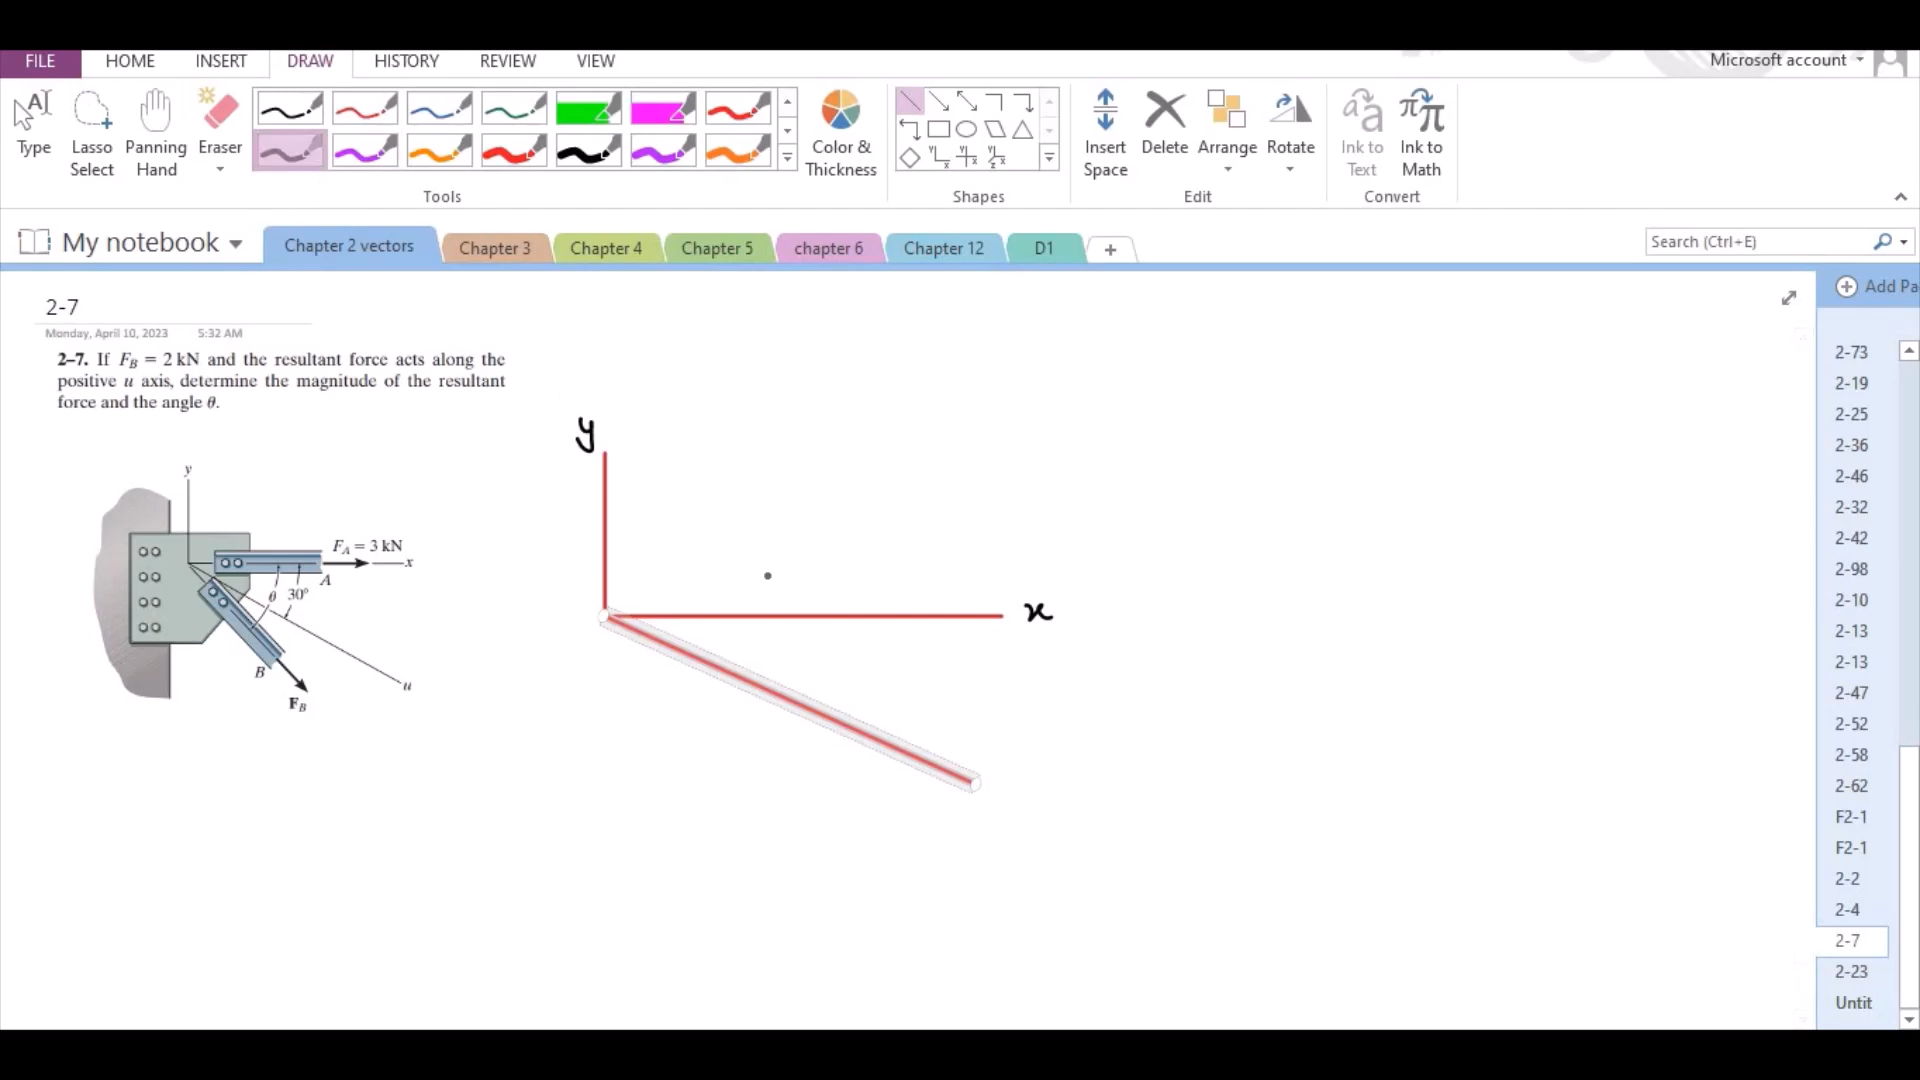 FILE HOME INSERT DRAW HISTORY REVIEW VIEW Microsoft account
Type
Lasso Select
Panning Hand
Eraser
Color & Thickness
Insert Space
Delete
Arrange
Rotate
Ink to Text
Ink to Math
Tools Shapes Edit Convert
My notebook Chapter 2 vectors Chapter 3 Chapter 4 Chapter 5 chapter 6 Chapter 12 D1 + Search (Ctrl+E)
Add Pa
2-7
Monday, April 10, 2023 5:32 AM
2–7. If F_B = 2 kN and the resultant force acts along the
positive u axis, determine the magnitude of the resultant
force and the angle θ.
y
F_A = 3 kN
x
A
θ 30°
B
u
F_B
y
x
2-73
2-19
2-25
2-36
2-46
2-32
2-42
2-98
2-10
2-13
2-13
2-47
2-52
2-58
2-62
F2-1
F2-1
2-2
2-4
2-7
2-23
Untit